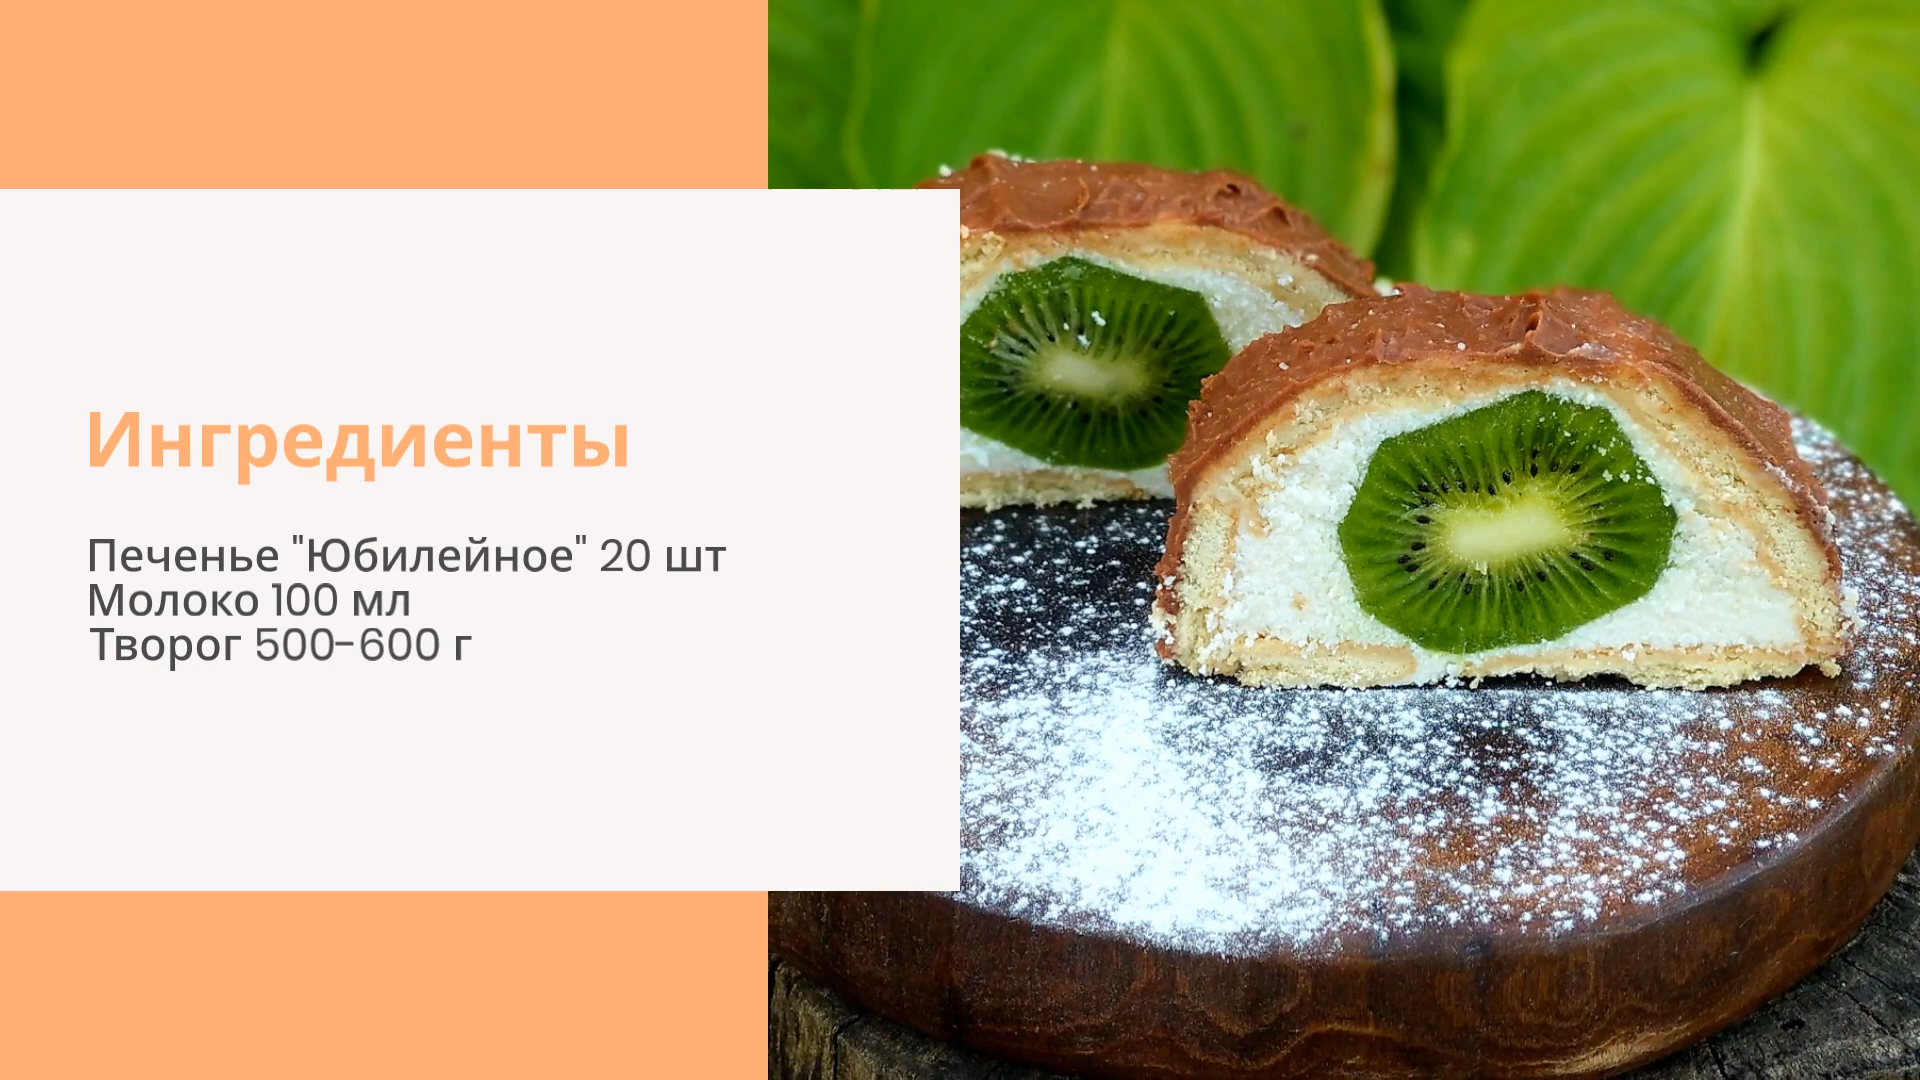 Ингредиенты
Печенье "Юбилейное" 20 шт
Молоко 100 мл
Творог 500-600 г